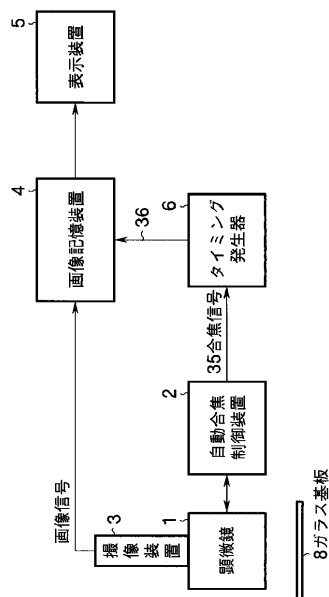 5
表示装置
4
画像記憶装置
36
6
タイミング
発生器
35合焦信号
2
自動合焦
制御装置
画像信号
3
撮像装置
1
顕微鏡
8ガラス基板